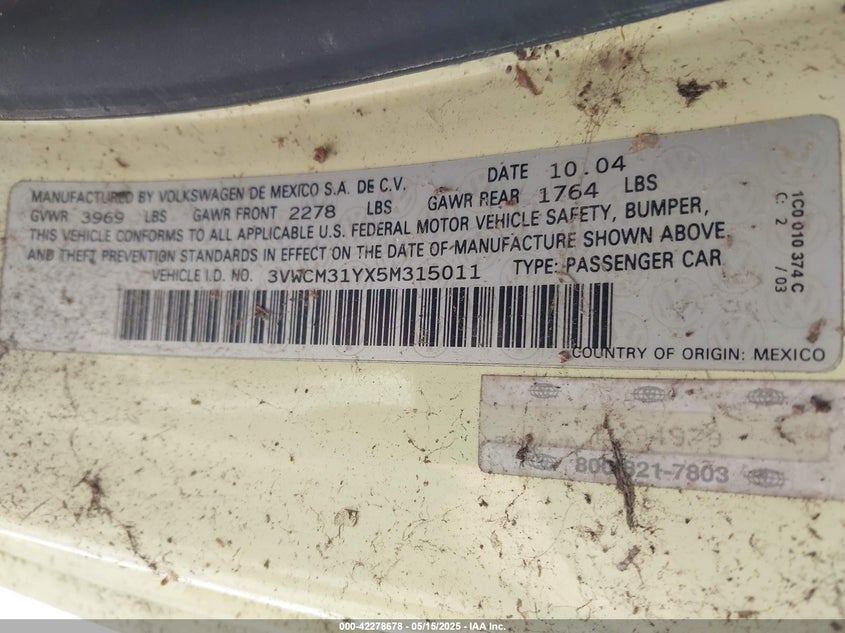 MANUFACTURED BY VOLKSWAGEN DE MEXICO S.A. DE C.V. DATE 10.04
GVWR 3969 LBS GAWR FRONT 2278 LBS GAWR REAR 1764 LBS
THIS VEHICLE CONFORMS TO ALL APPLICABLE U.S. FEDERAL MOTOR VEHICLE SAFETY, BUMPER,
AND THEFT PREVENTION STANDARDS IN EFFECT ON THE DATE OF MANUFACTURE SHOWN ABOVE.
VEHICLE I.D. NO. 3VWCM31YX5M315011 TYPE: PASSENGER CAR
COUNTRY OF ORIGIN: MEXICO
1C0 010 374 C
C 2 /03
800-821-7803
000-42278678 - 05/15/2025 - ©IAA Inc.